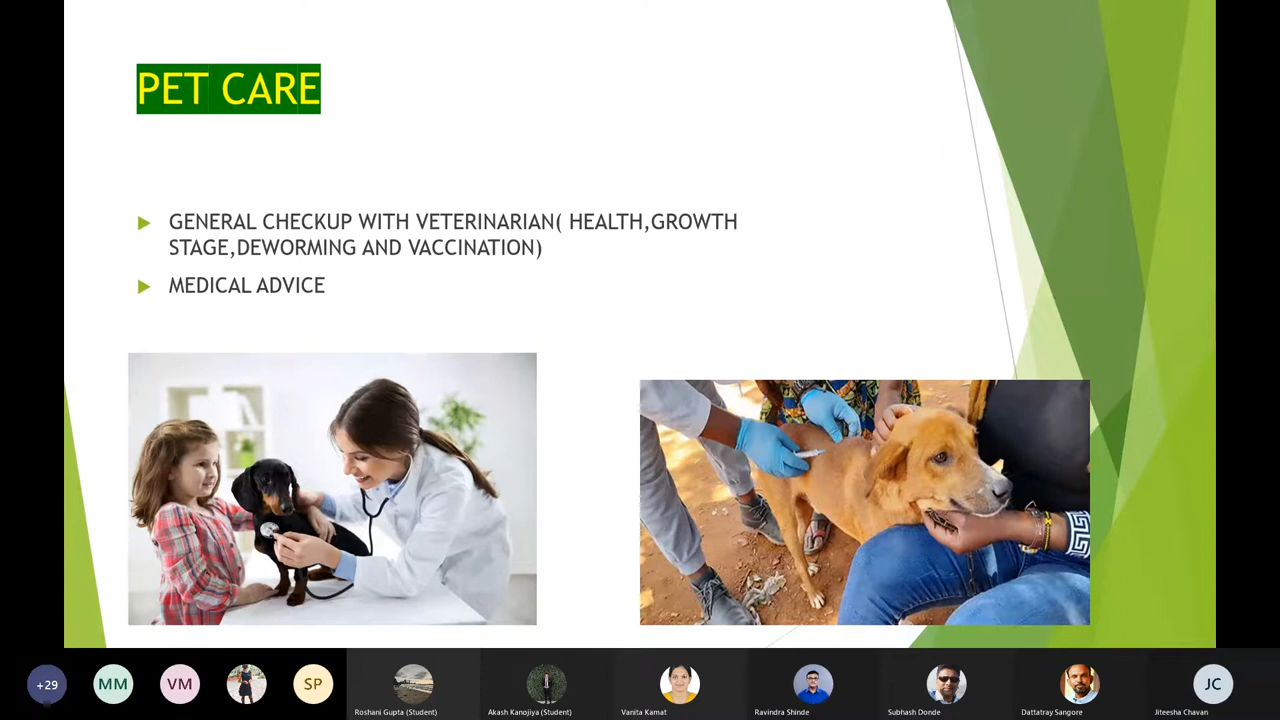 PET CARE
GENERAL CHECKUP WITH VETERINARIAN( HEALTH,GROWTH
STAGE,DEWORMING AND VACCINATION)
MEDICAL ADVICE
+29
MM
VM
SP
JC
Roshani Gupta (Student)
Akash Kanojiya (Student)
Vanita Kamat
Ravindra Shinde
Subhash Donde
Dattatray Sangore
Jiteesha Chavan